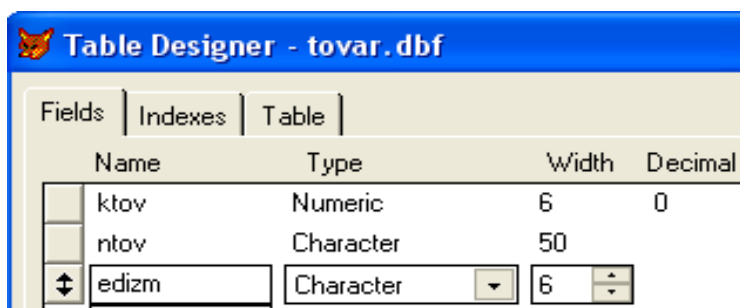 Table Designer - tovar.dbf
Fields Indexes Table
Name Type Width Decimal
ktov Numeric 6 0
ntov Character 50
edizm Character 6